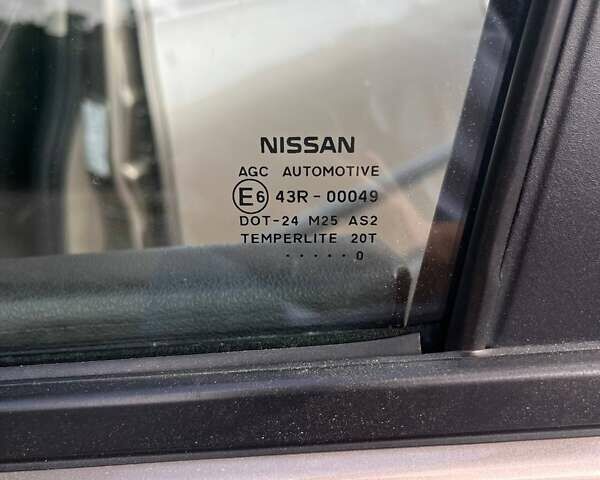 NISSAN
AGC AUTOMOTIVE
E6 43R-00049
DOT-24 M25 AS2
TEMPERLITE 20T
·····0